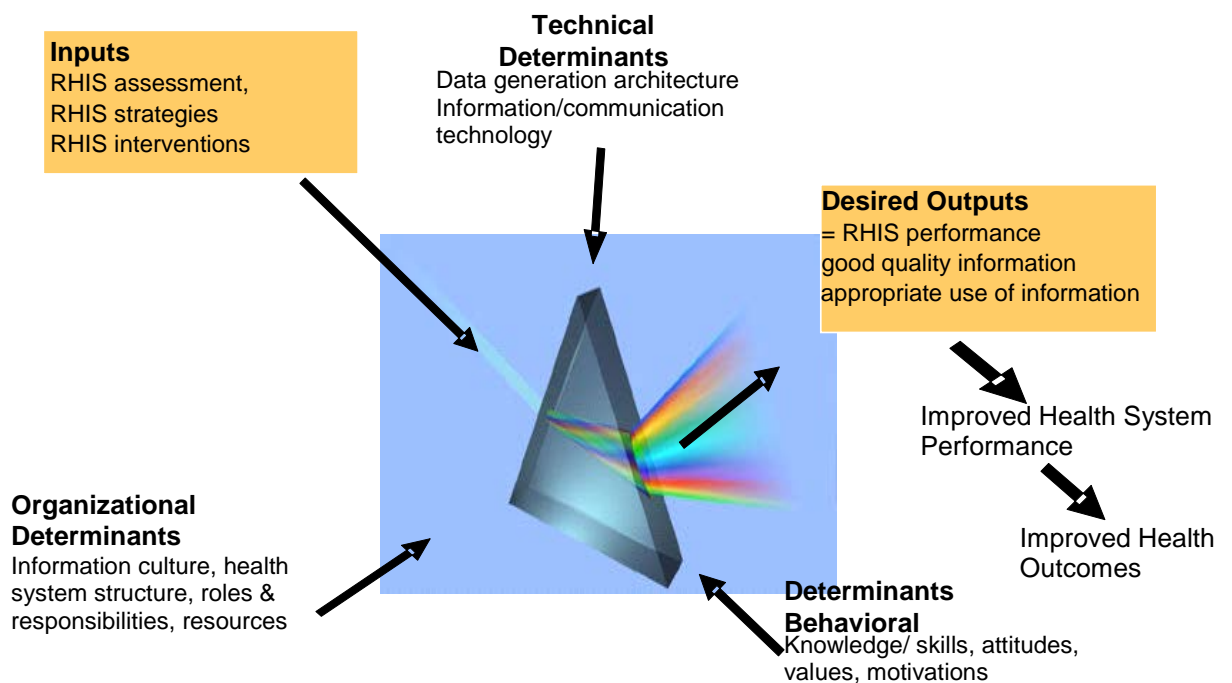 Technical
Determinants
Data generation architecture
Information/communication
technology
Inputs
RHIS assessment,
RHIS strategies
RHIS interventions
Desired Outputs
= RHIS performance
good quality information
appropriate use of information
Improved Health System
Performance
Improved Health
Outcomes
Organizational
Determinants
Information culture, health
system structure, roles &
responsibilities, resources
Determinants
Behavioral
Knowledge/ skills, attitudes,
values, motivations